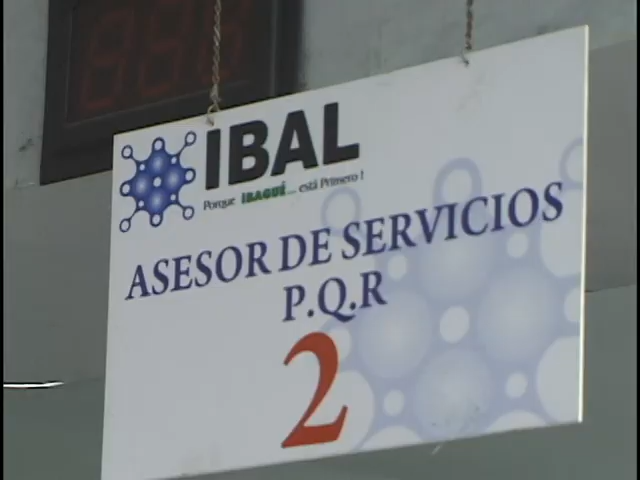 IBAL
Porque IBAGUÉ... está Primero !
ASESOR DE SERVICIOS
P.Q.R
2